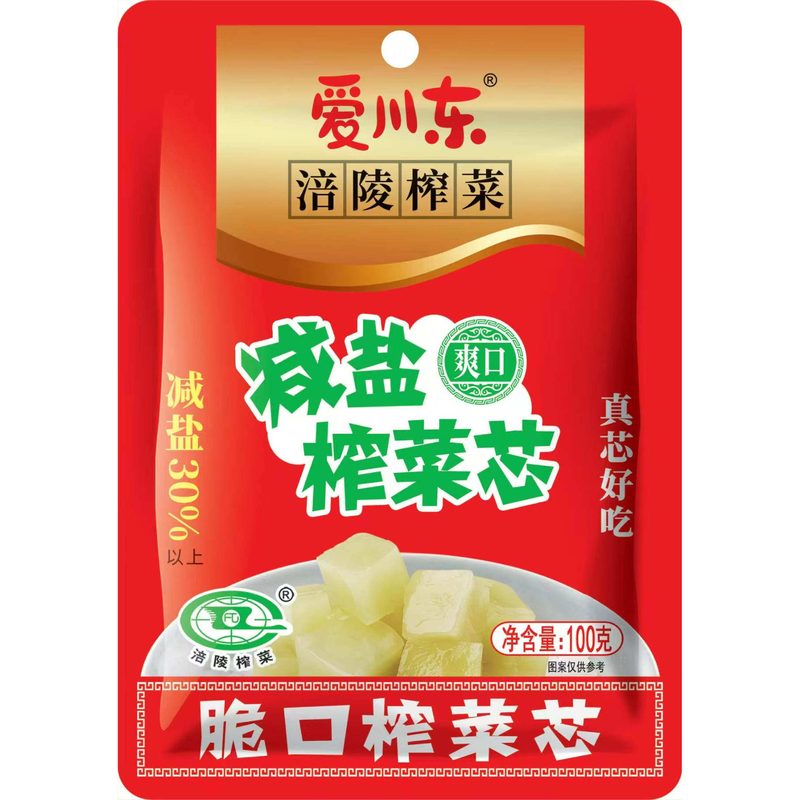 爱川东®
涪陵榨菜
减盐
爽口
榨菜芯
减盐30%
以上
真芯好吃
FU
®
涪陵榨菜
净含量:100克
图案仅供参考
脆口榨菜芯